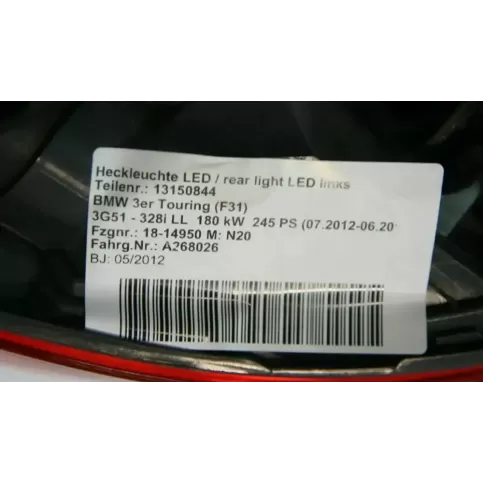 Heckleuchte LED / rear light LED links
Teilenr.: 13150844
BMW 3er Touring (F31)
3G51 - 328i LL 180 kW 245 PS (07.2012-06.20
Fzgnr.: 18-14950 M: N20
Fahrg.Nr.: A268026
BJ: 05/2012